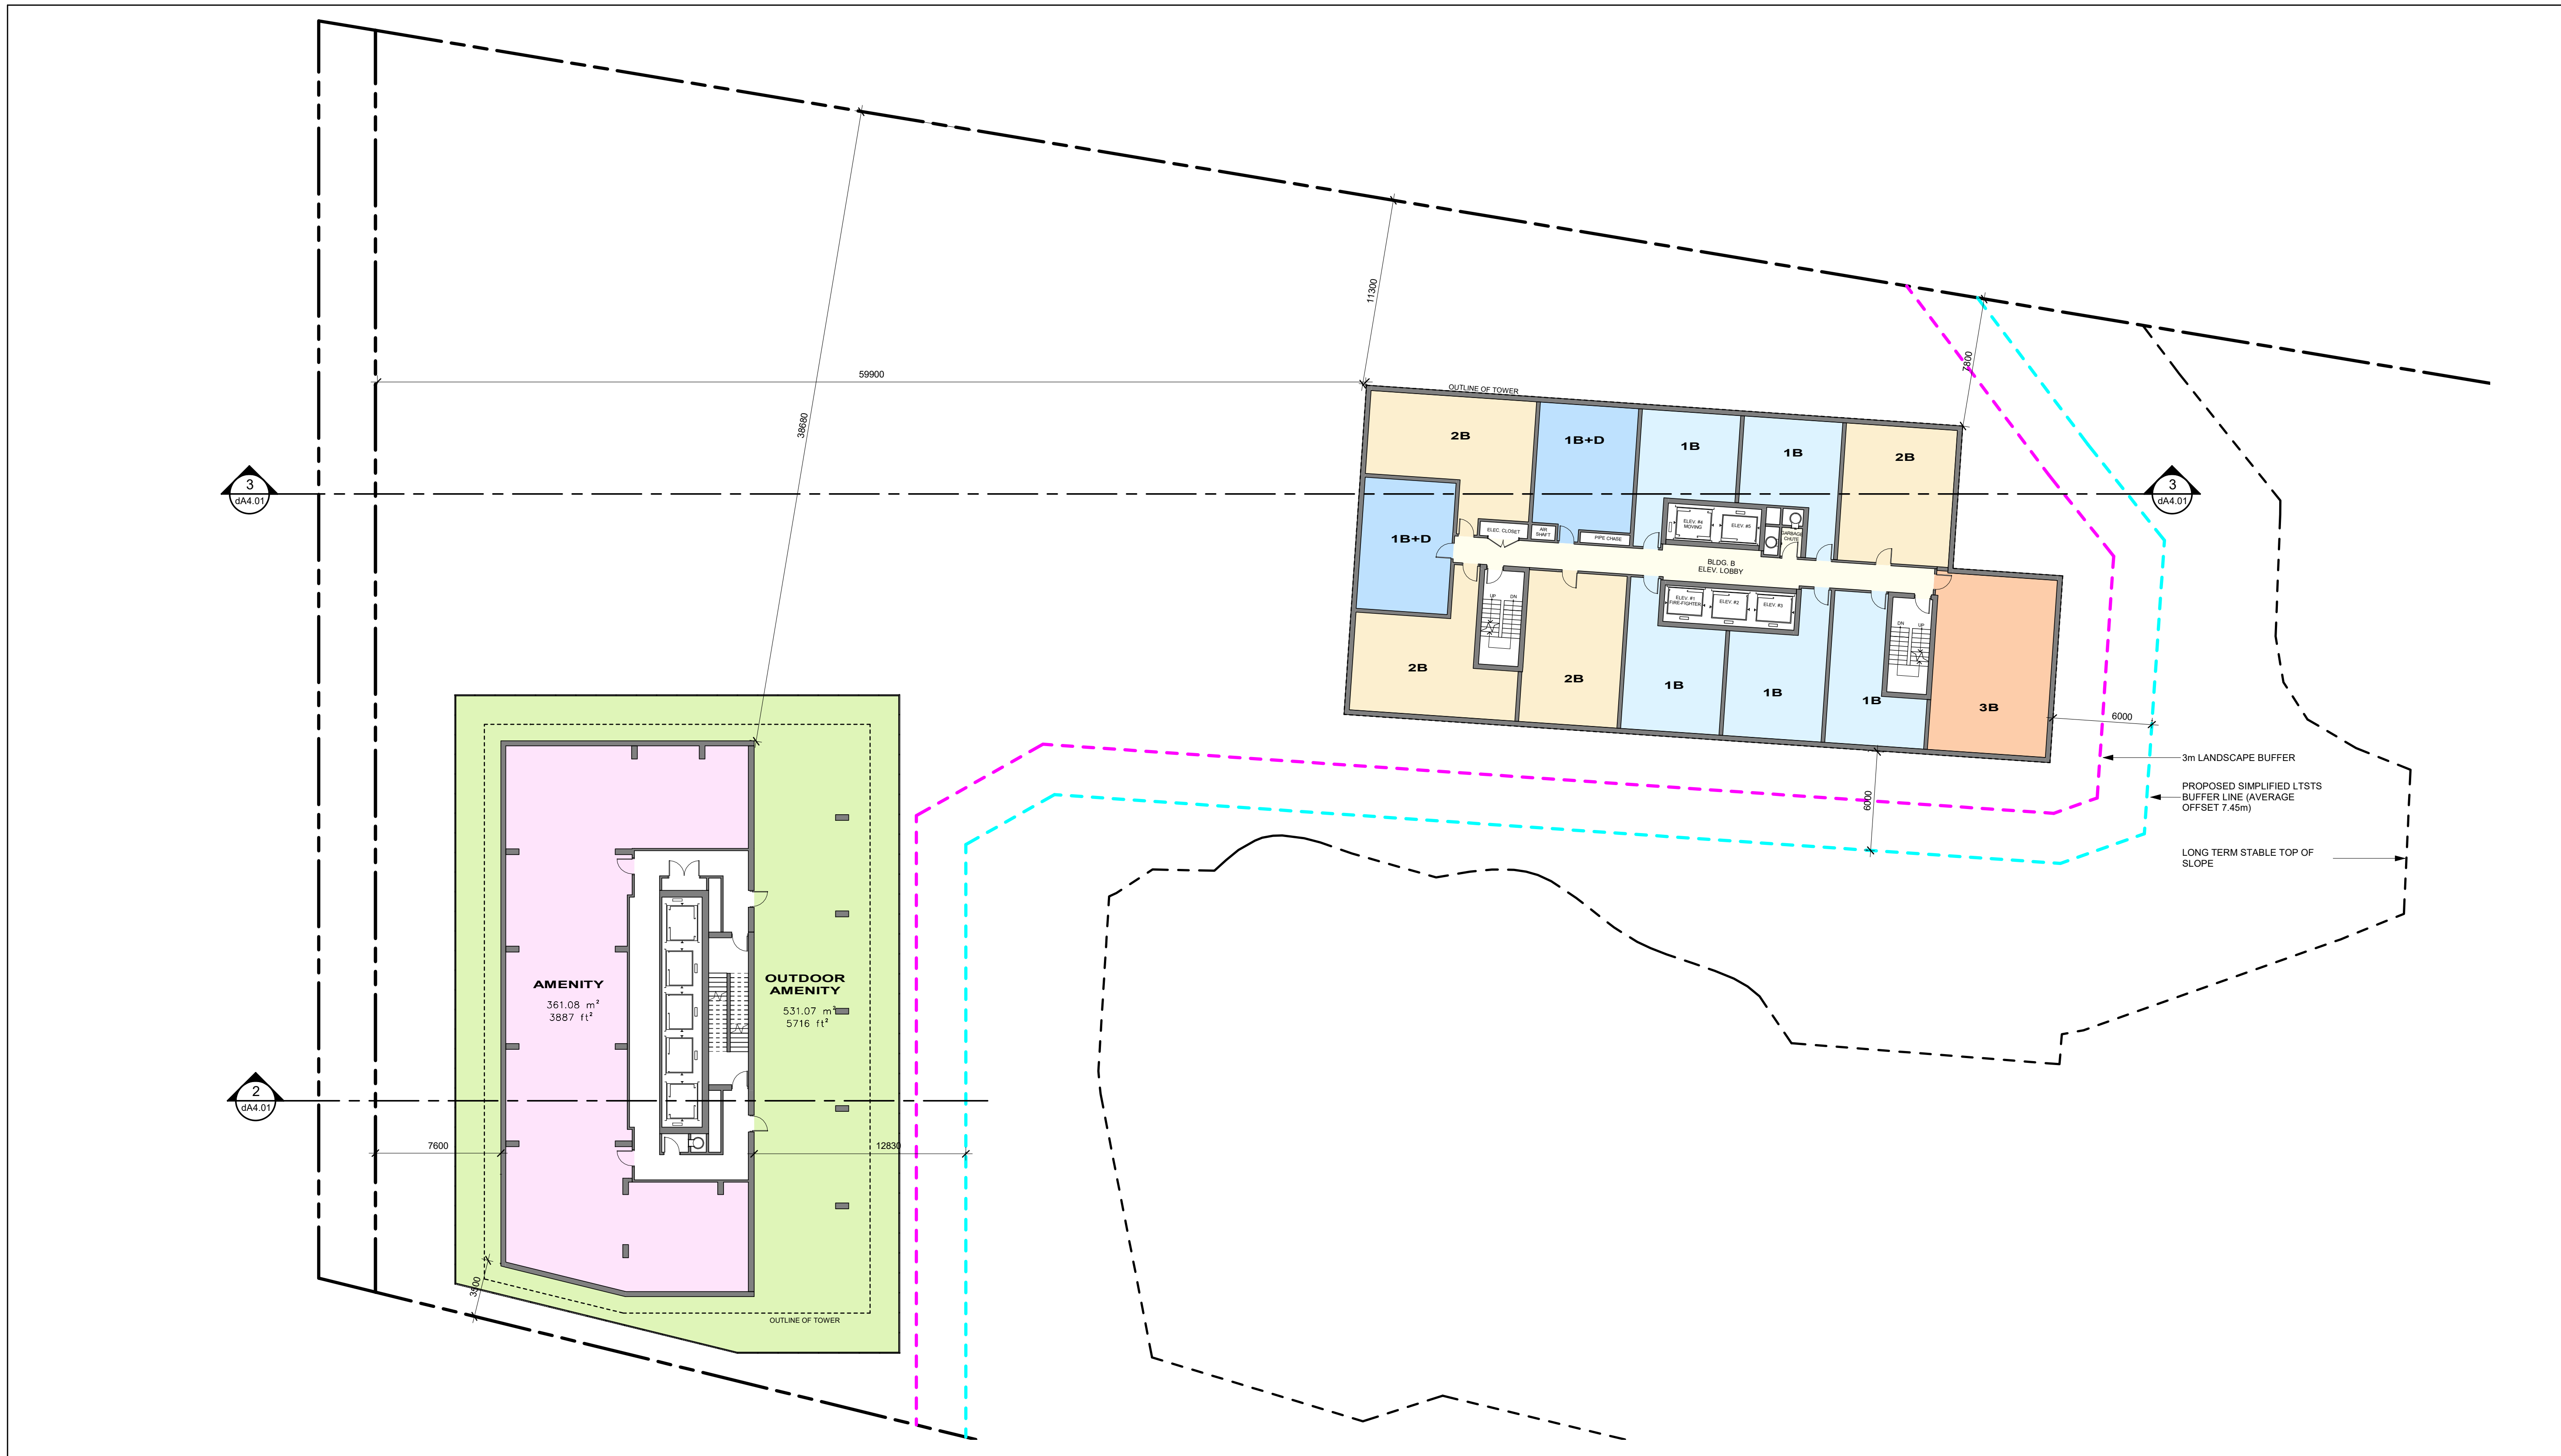 11300
7800
59900
38680
OUTLINE OF TOWER
2B
1B+D
1B
1B
2B
3
dA4.01
3
dA4.01
ELEV. #4
MOVING
ELEV. #5
ELEC. CLOSET
AIR
SHAFT
PIPE CHASE
GARBAGE
CHUTE
1B+D
BLDG. B
ELEV. LOBBY
UP
DN
ELEV. #1
FIRE-FIGHTER
ELEV. #2
ELEV. #3
DN
UP
2B
2B
1B
1B
1B
3B
6000
6000
3m LANDSCAPE BUFFER
PROPOSED SIMPLIFIED LTSTS
BUFFER LINE (AVERAGE
OFFSET 7.45m)
LONG TERM STABLE TOP OF
SLOPE
AMENITY
361.08 m²
3887 ft²
OUTDOOR
AMENITY
531.07 m²
5716 ft²
2
dA4.01
7600
12830
3500
OUTLINE OF TOWER